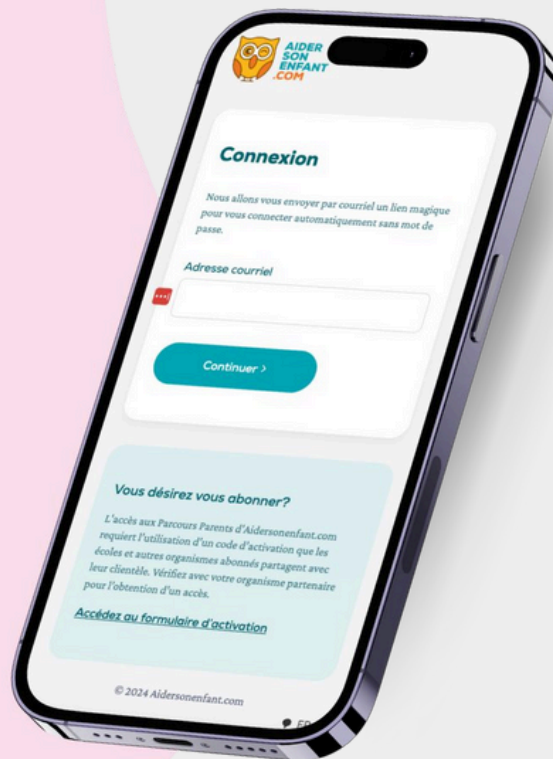 AIDER
SON
ENFANT
.COM
Connexion
Nous allons vous envoyer par courriel un lien magique
pour vous connecter automatiquement sans mot de
passe.
Adresse courriel
Continuer >
Vous désirez vous abonner?
L'accès aux Parcours Parents d'Aidersonenfant.com
requiert l'utilisation d'un code d'activation que les
écoles et autres organismes abonnés partagent avec
leur clientèle. Vérifiez avec votre organisme partenaire
pour l'obtention d'un accès.
Accédez au formulaire d'activation
© 2024 Aidersonenfant.com